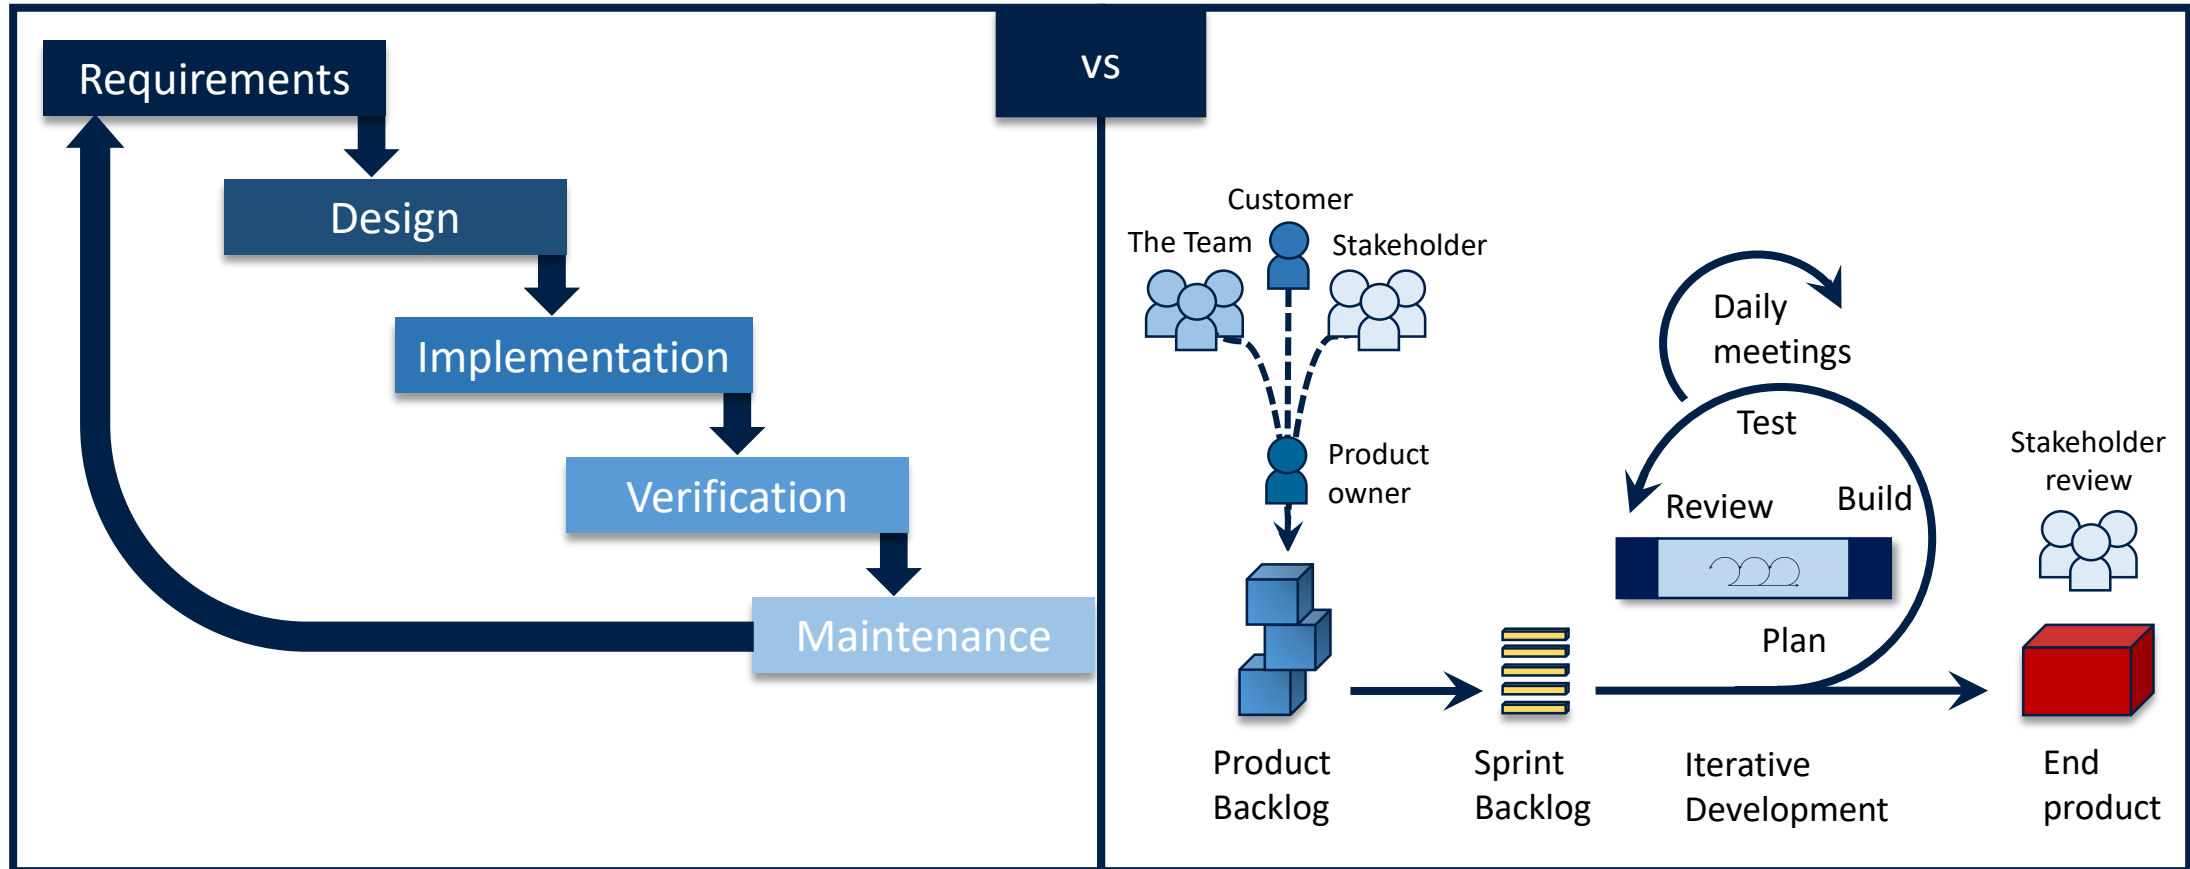 Requirements
Design
Implementation
Verification
Maintenance
vs
Customer
The Team
Stakeholder
Product
owner
Product
Backlog
Sprint
Backlog
Daily
meetings
Test
Review
Build
Plan
Iterative
Development
Stakeholder
review
End
product